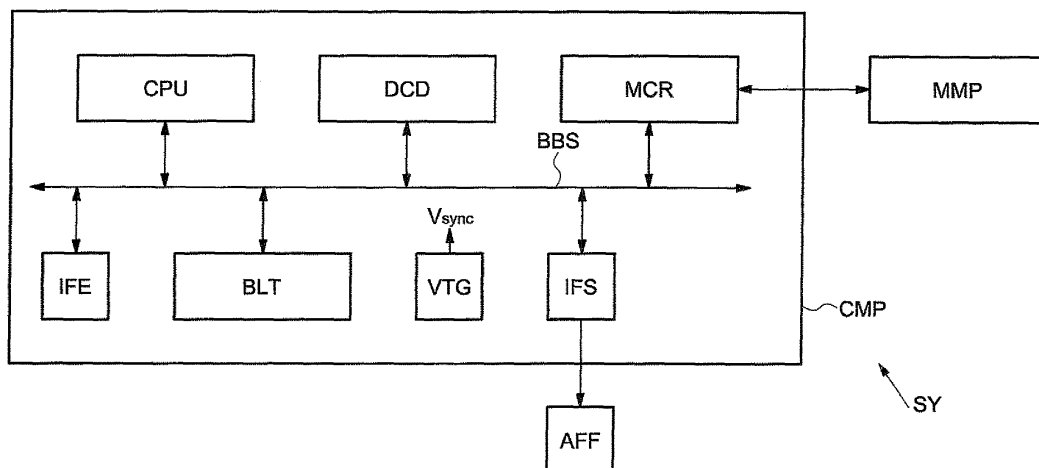 CPU
DCD
MCR
MMP
BBS
Vsync
IFE
BLT
VTG
IFS
CMP
SY
AFF